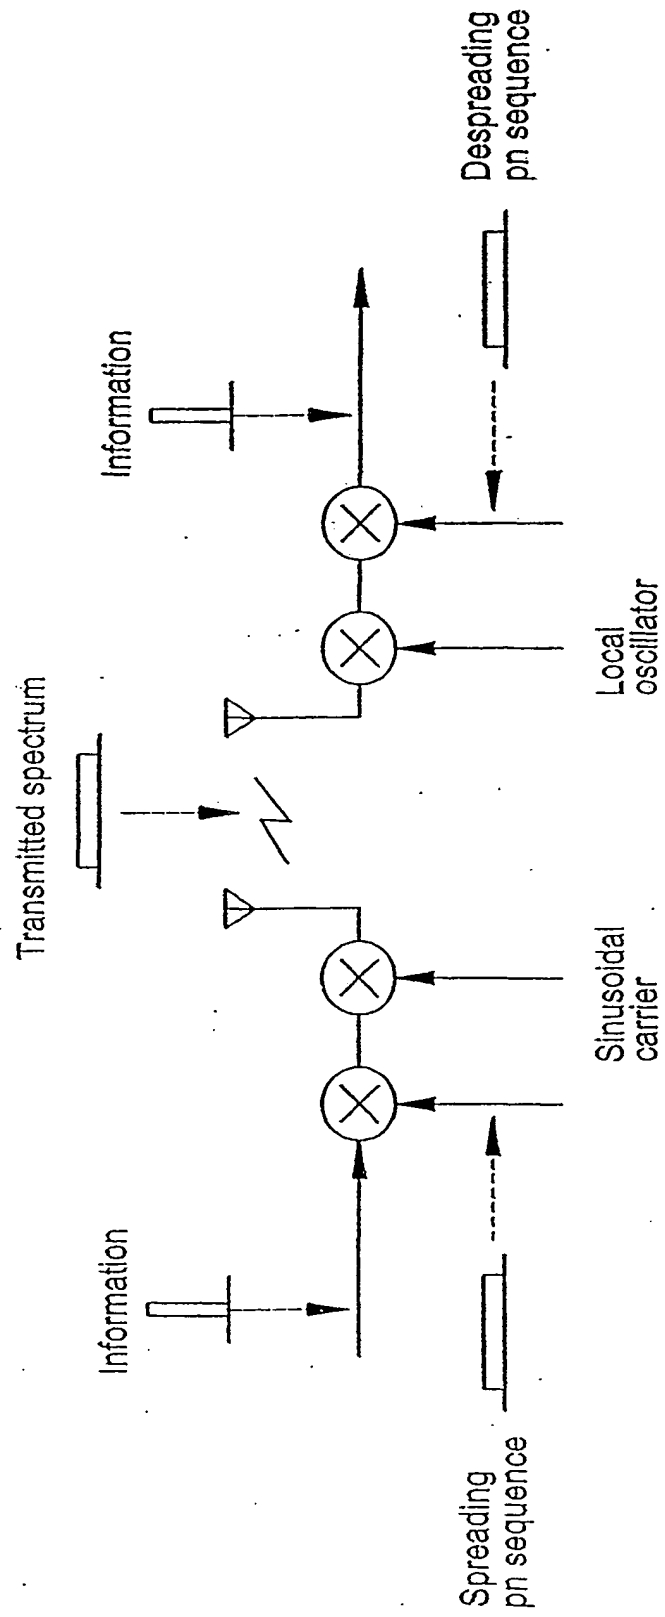 Transmitted spectrum
Information
Information
Spreading
pn sequence
Sinusoidal
carrier
Local
oscillator
Despreading
pn sequence